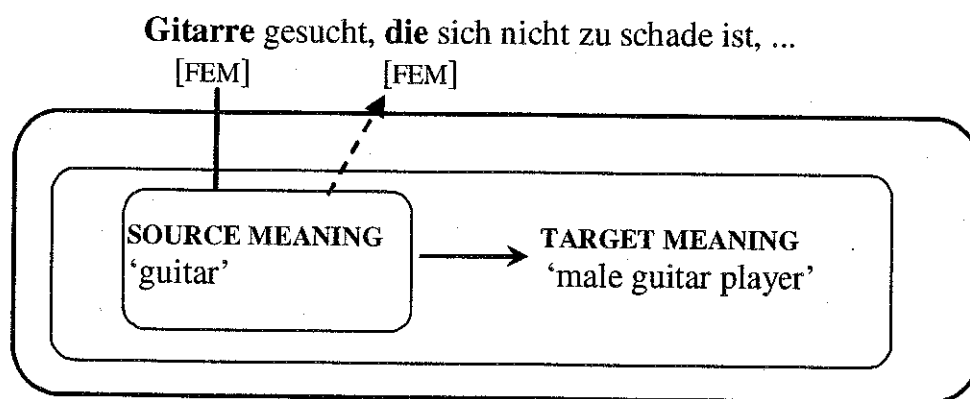 Gitarre gesucht, die sich nicht zu schade ist, ...
[FEM] [FEM]
SOURCE MEANING TARGET MEANING
‘guitar’ ‘male guitar player’